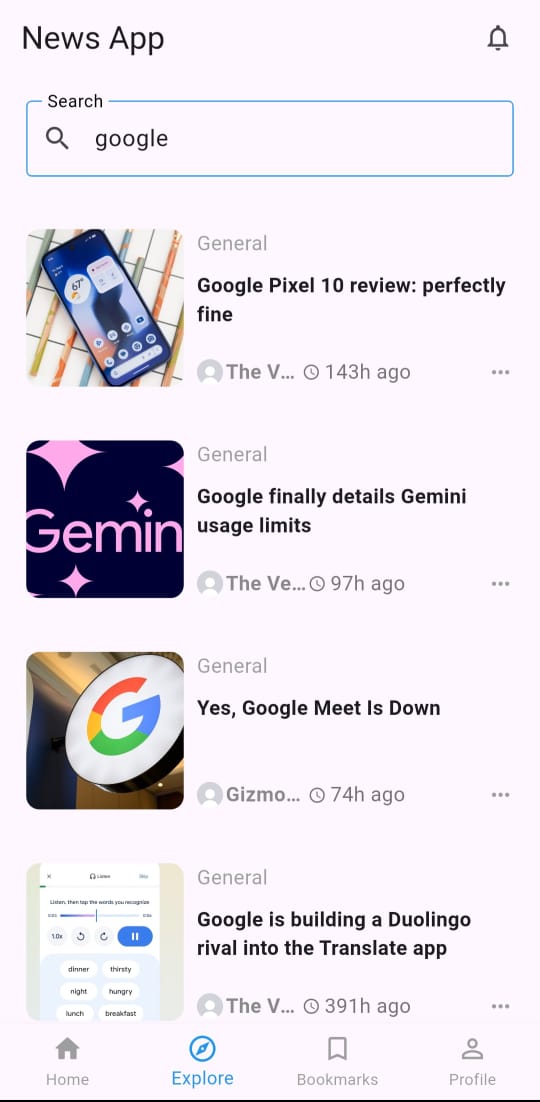 News App
Search
google
General
Google Pixel 10 review: perfectly
fine
The V... 143h ago
67°
Gemin
General
Google finally details Gemini
usage limits
The Ve... 97h ago
G
General
Yes, Google Meet Is Down
Gizmo... 74h ago
Listen
Skip
Listen, then tap the words you recognize
1.0x
dinner
thirsty
night
hungry
lunch
breakfast
General
Google is building a Duolingo
rival into the Translate app
The V... 391h ago
Home
Explore
Bookmarks
Profile